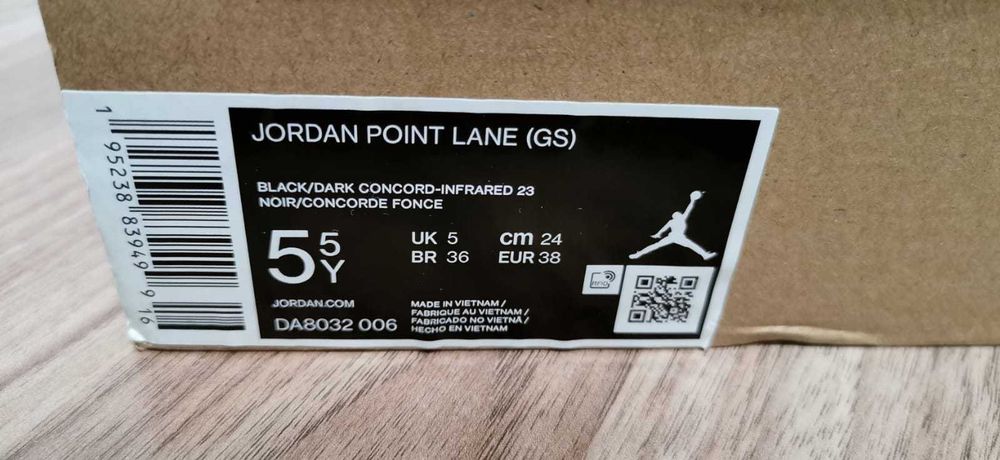 JORDAN POINT LANE (GS)
BLACK/DARK CONCORD-INFRARED 23
NOIR/CONCORDE FONCE
5 5Y
UK 5 cm 24
BR 36 EUR 38
JORDAN.COM
DA8032 006
MADE IN VIETNAM /
FABRIQUE AU VIETNAM /
FABRICADO NO VIETNÃ /
HECHO EN VIETNAM
RFID
1 95238 83949 9 16